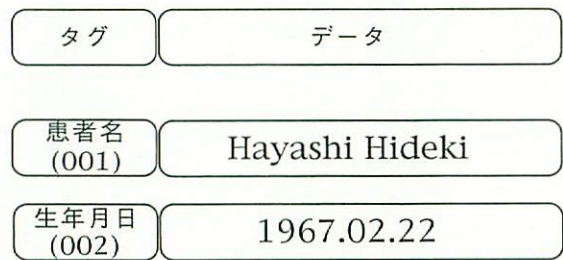 タグ データ
患者名
(001) Hayashi Hideki
生年月日
(002) 1967.02.22